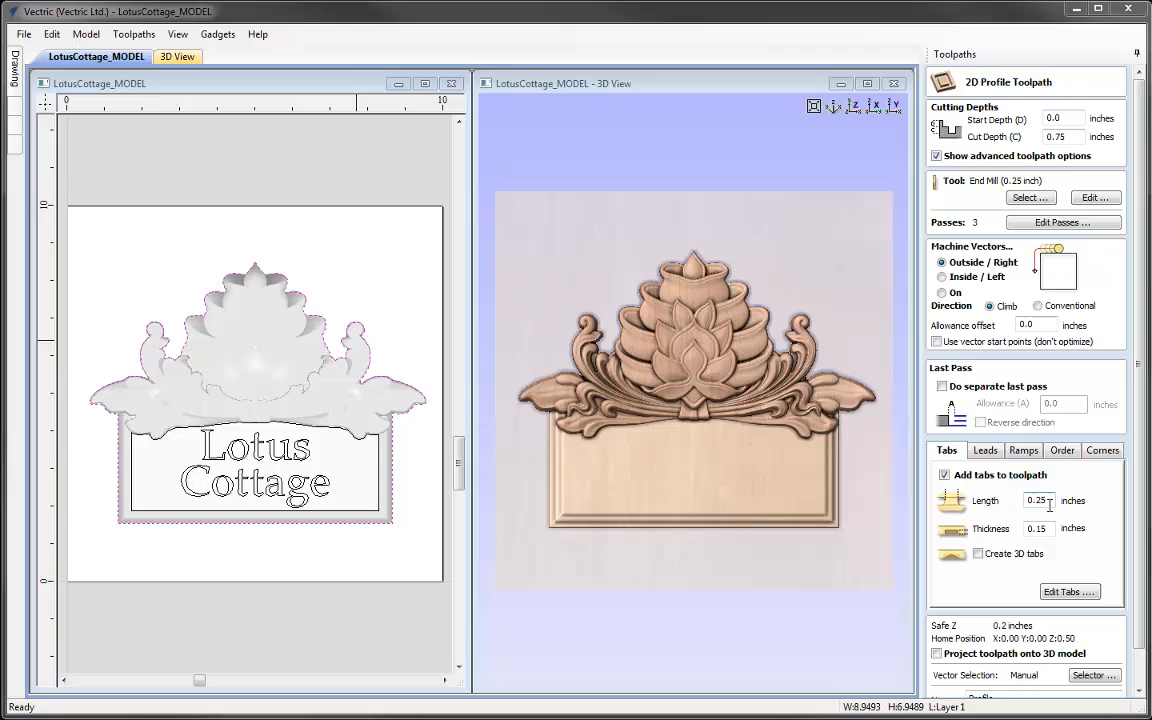 Vectric {Vectric Ltd.} - LotusCottage_MODEL
File Edit Model Toolpaths View Gadgets Help
Drawing
LotusCottage_MODEL 3D View
LotusCottage_MODEL
0 10
10
0
Lotus
Cottage
LotusCottage_MODEL - 3D View
Z X Y
Toolpaths
2D Profile Toolpath
Cutting Depths
Start Depth (D) 0.0 inches
Cut Depth (C) 0.75 inches
Show advanced toolpath options
Tool: End Mill (0.25 inch)
Select ... Edit ...
Passes: 3 Edit Passes ...
Machine Vectors...
Outside / Right
Inside / Left
On
Direction Climb Conventional
Allowance offset 0.0 inches
Use vector start points (don't optimize)
Last Pass
Do separate last pass
A
Allowance (A) 0.0 inches
Reverse direction
Tabs Leads Ramps Order Corners
Add tabs to toolpath
Length 0.25 inches
Thickness 0.15 inches
Create 3D tabs
Edit Tabs ....
Safe Z 0.2 inches
Home Position X:0.00 Y:0.00 Z:0.50
Project toolpath onto 3D model
Vector Selection: Manual Selector ...
Ready W:8.9493 H:6.9489 L:Layer 1